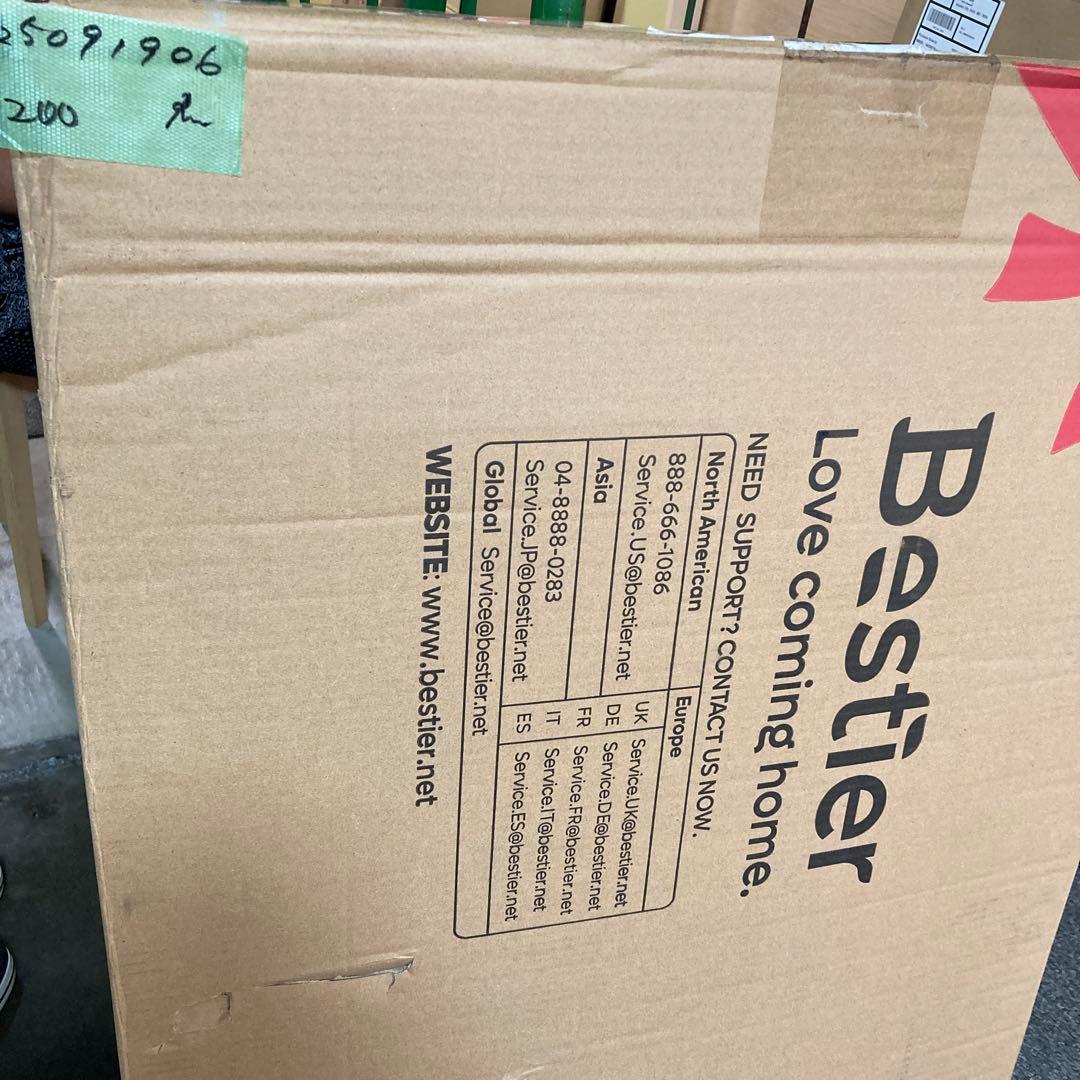 25091906
200
Bestier
Love coming home.
NEED SUPPORT? CONTACT US NOW.
North American
888-666-1086
Service.US@bestier.net
Asia
04-8888-0283
Service.JP@bestier.net
Europe
UK Service.UK@bestier.net
DE Service.DE@bestier.net
FR Service.FR@bestier.net
IT Service.IT@bestier.net
ES Service.ES@bestier.net
Global Service@bestier.net
WEBSITE: www.bestier.net